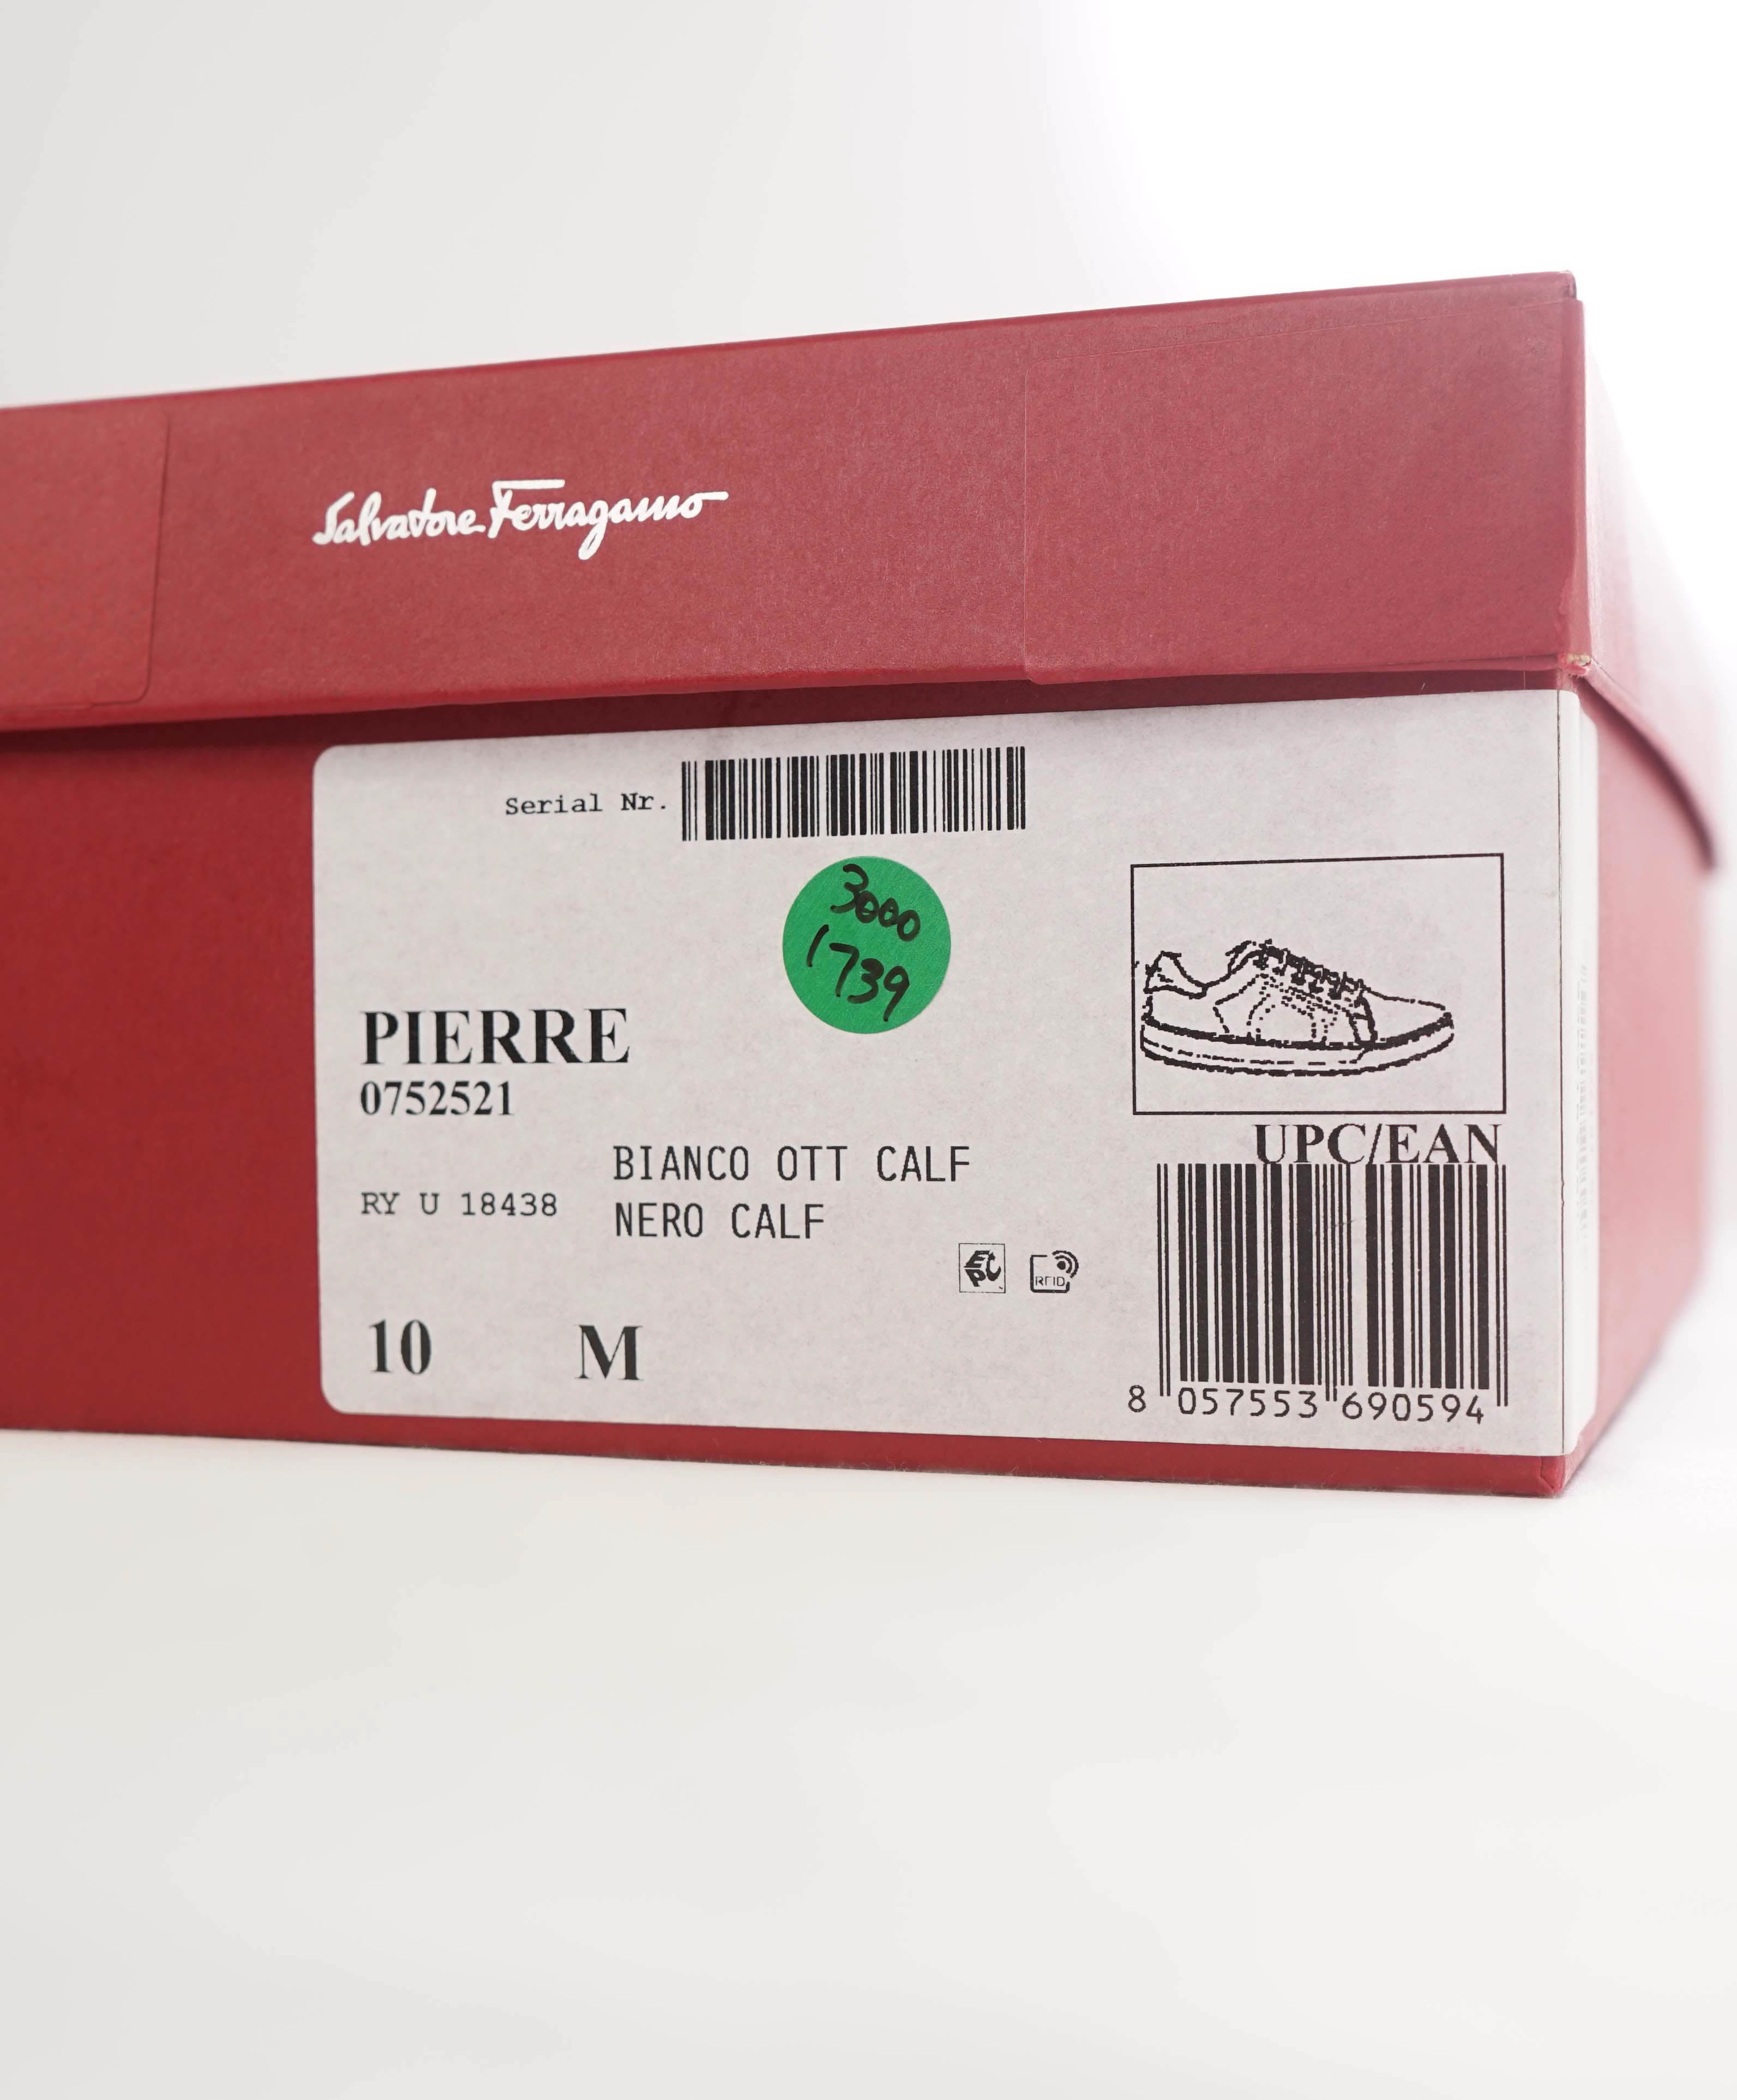 Salvatore Ferragamo
Serial Nr.
3000
1739
PIERRE
0752521
BIANCO OTT CALF
RY U 18438
NERO CALF
UPC/EAN
EPC
RFID
10 M
8 057553 690594